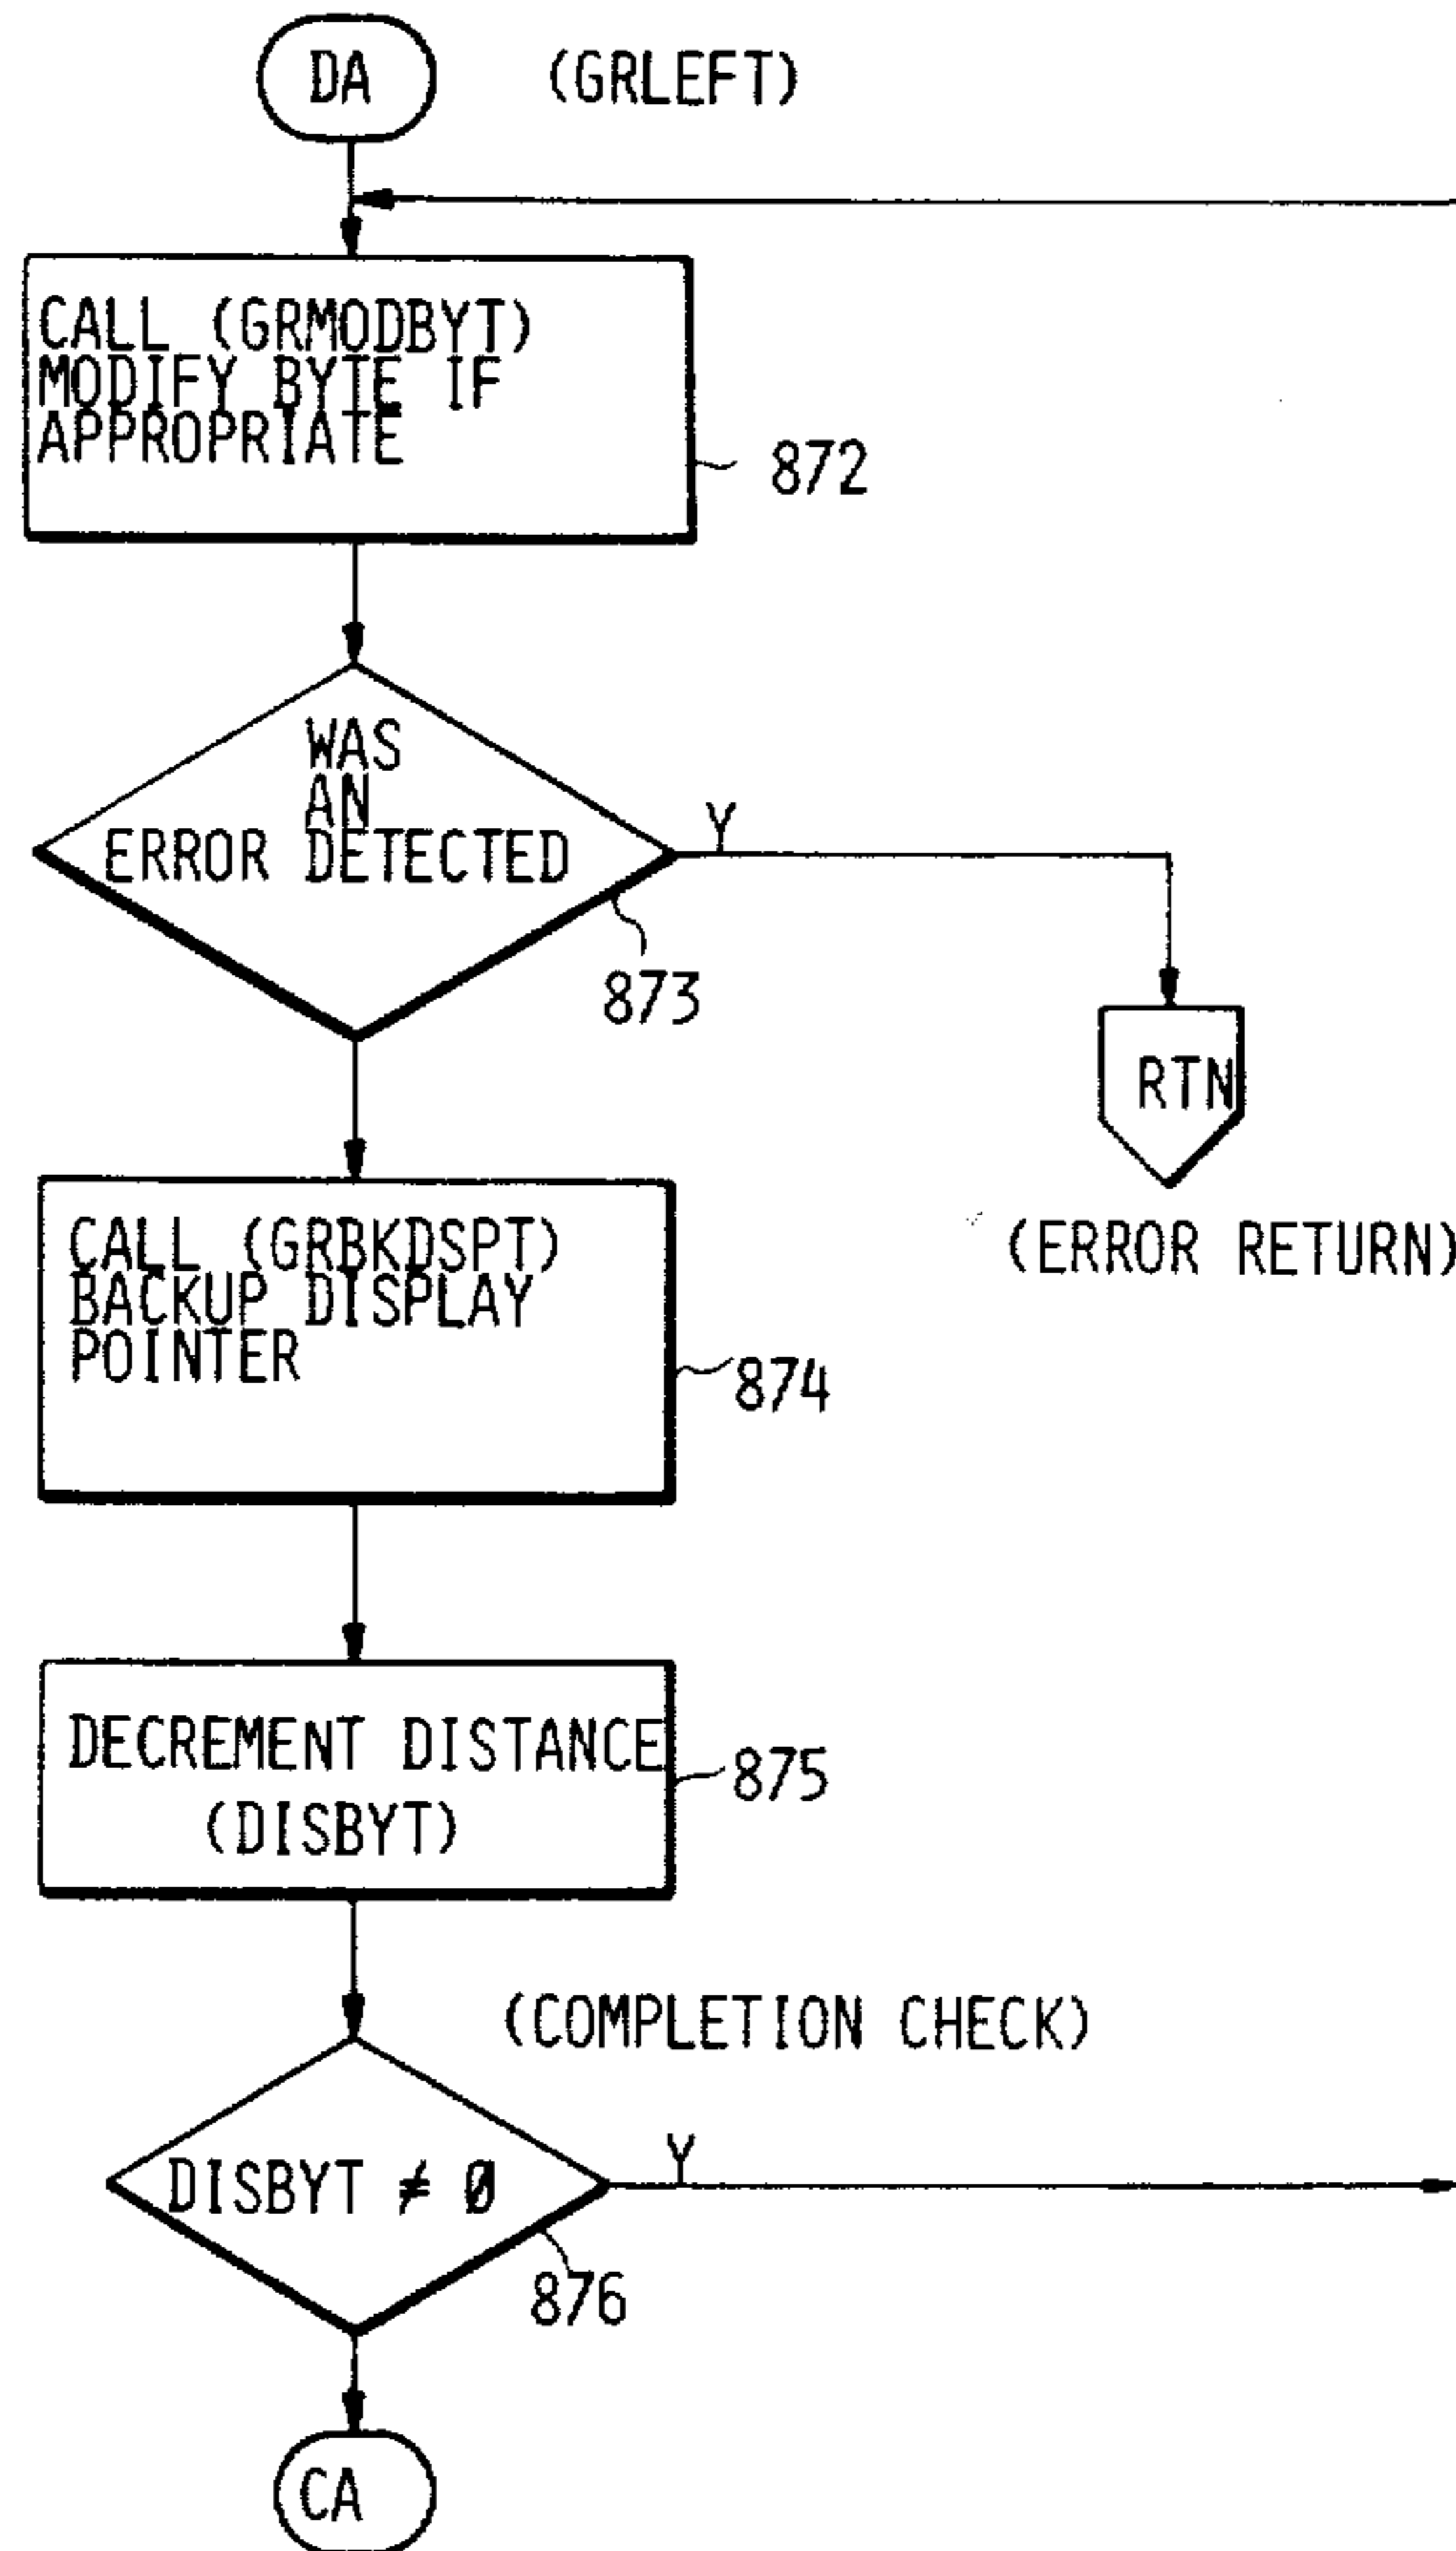 DA (GRLEFT)
CALL (GRMODBYT)
MODIFY BYTE IF
APPROPRIATE
872
WAS
AN
ERROR DETECTED
Y
873
RTN
(ERROR RETURN)
CALL (GRBKDSPT)
BACKUP DISPLAY
POINTER
874
DECREMENT DISTANCE
(DISBYT)
875
(COMPLETION CHECK)
DISBYT ≠ 0
Y
876
CA